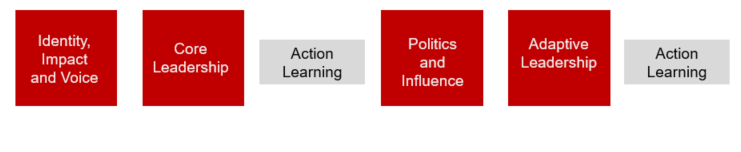 Identity,
Impact
and Voice
Core
Leadership
Action
Learning
Politics
and
Influence
Adaptive
Leadership
Action
Learning